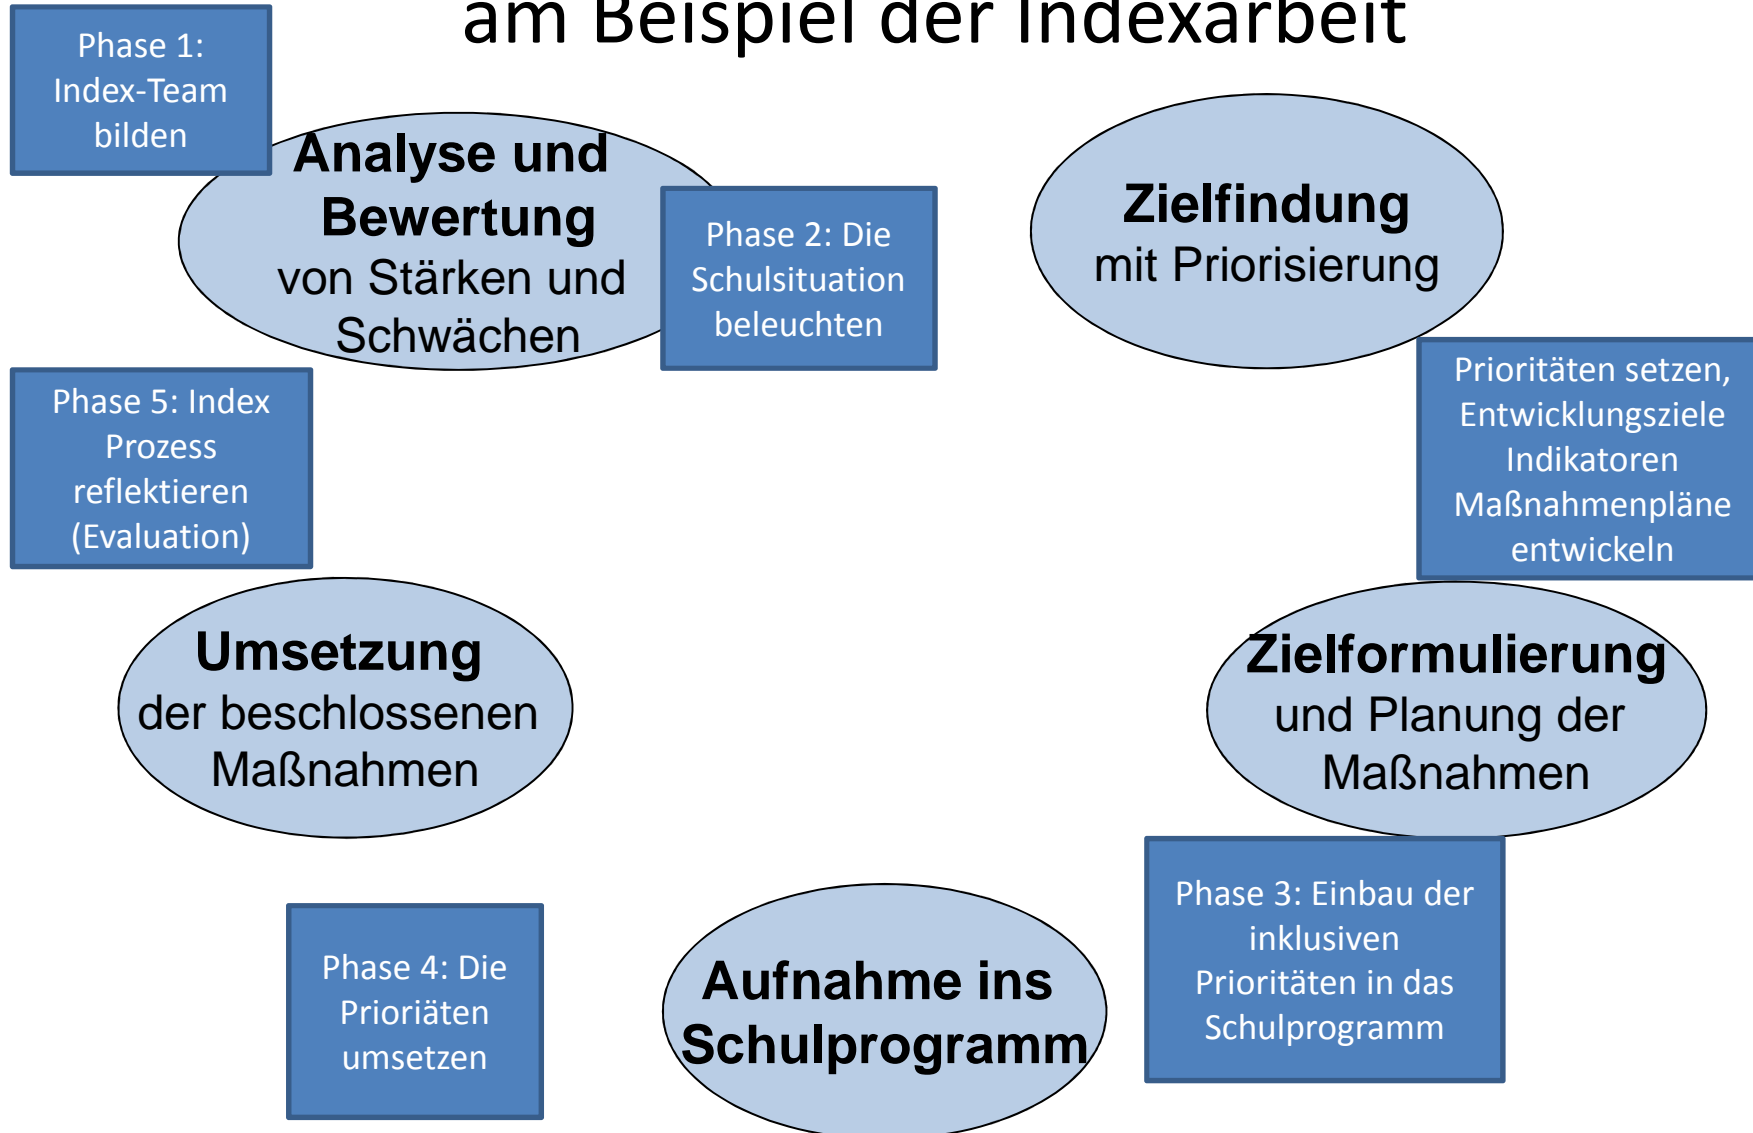 am Beispiel der Indexarbeit
Phase 1:
Index-Team
bilden
Analyse und
Bewertung
von Stärken und
Schwächen
Phase 2: Die
Schulsituation
beleuchten
Zielfindung
mit Priorisierung
Prioritäten setzen,
Entwicklungsziele
Indikatoren
Maßnahmenpläne
entwickeln
Zielformulierung
und Planung der
Maßnahmen
Phase 3: Einbau der
inklusiven
Prioritäten in das
Schulprogramm
Aufnahme ins
Schulprogramm
Phase 4: Die
Prioriäten
umsetzen
Umsetzung
der beschlossenen
Maßnahmen
Phase 5: Index
Prozess
reflektieren
(Evaluation)